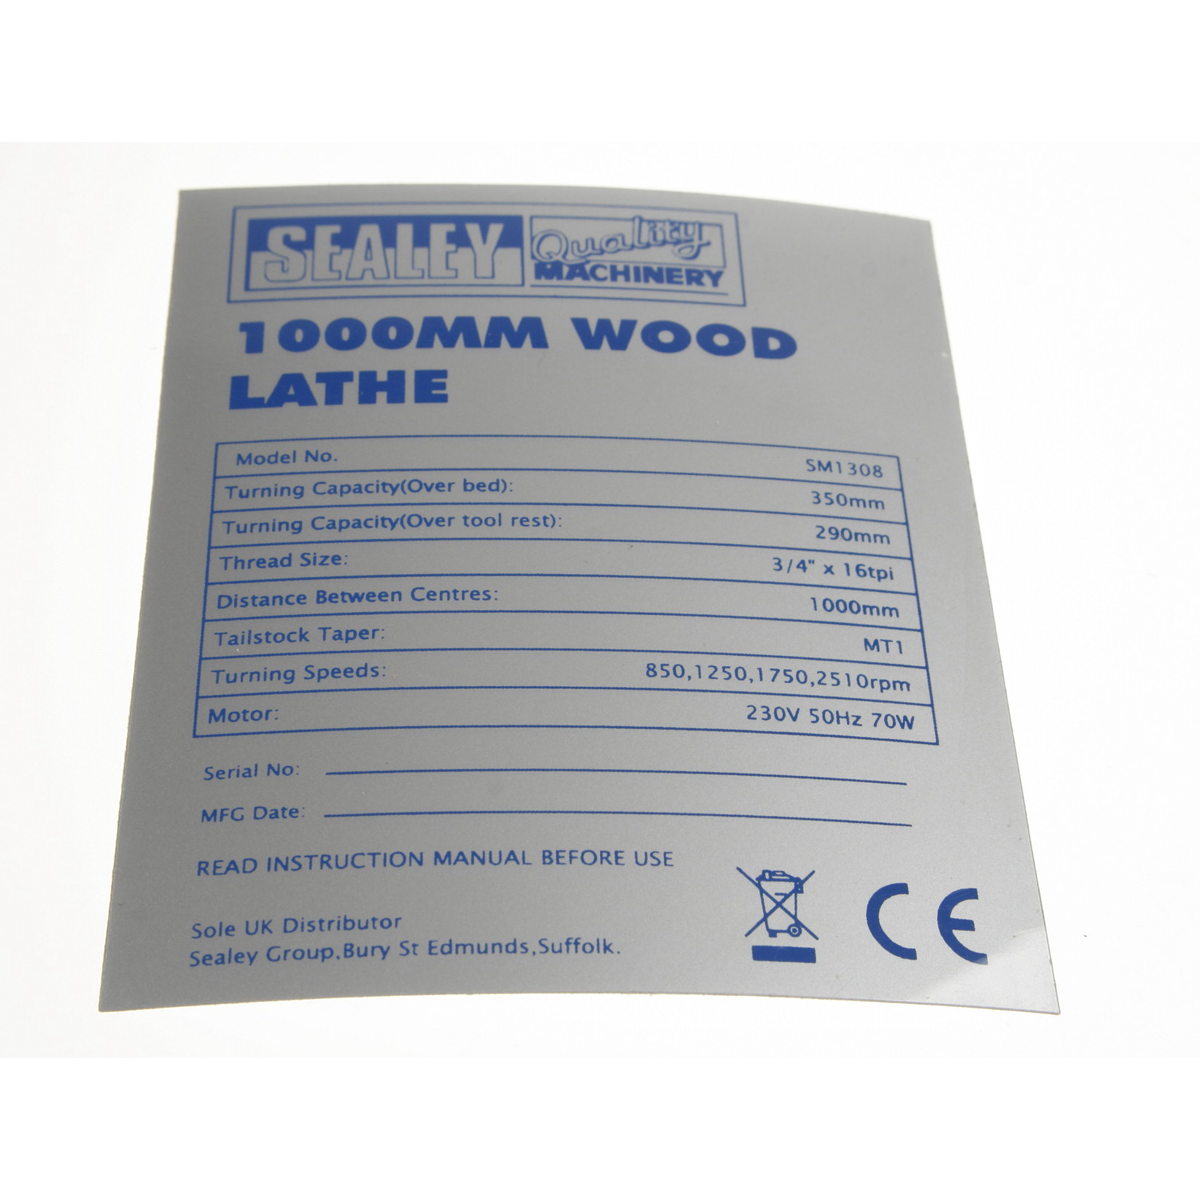 SEALEY Quality
MACHINERY
1000MM WOOD
LATHE
Model No. SM1308
Turning Capacity(Over bed): 350mm
Turning Capacity(Over tool rest): 290mm
Thread Size: 3/4" x 16tpi
Distance Between Centres: 1000mm
Tailstock Taper: MT1
Turning Speeds: 850,1250,1750,2510rpm
Motor: 230V 50Hz 70W
Serial No:
MFG Date:
READ INSTRUCTION MANUAL BEFORE USE
Sole UK Distributor
Sealey Group,Bury St Edmunds,Suffolk.
CE